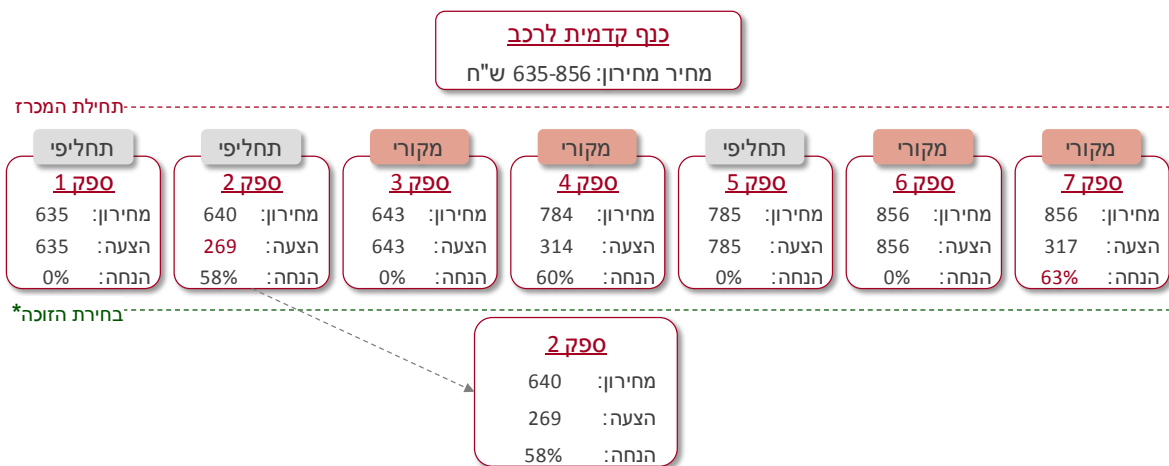 כנף קדמית לרכב
מחיר מחירון: 635-856 ש"ח
תחילת המכרז
מקורי
ספק 7
מחירון: 856
הצעה: 317
הנחה: 63%
מקורי
ספק 6
מחירון: 856
הצעה: 856
הנחה: 0%
תחליפי
ספק 5
מחירון: 785
הצעה: 785
הנחה: 0%
מקורי
ספק 4
מחירון: 784
הצעה: 314
הנחה: 60%
מקורי
ספק 3
מחירון: 643
הצעה: 643
הנחה: 0%
תחליפי
ספק 2
מחירון: 640
הצעה: 269
הנחה: 58%
תחליפי
ספק 1
מחירון: 635
הצעה: 635
הנחה: 0%
בחירת הזוכה*
ספק 2
מחירון: 640
הצעה: 269
הנחה: 58%